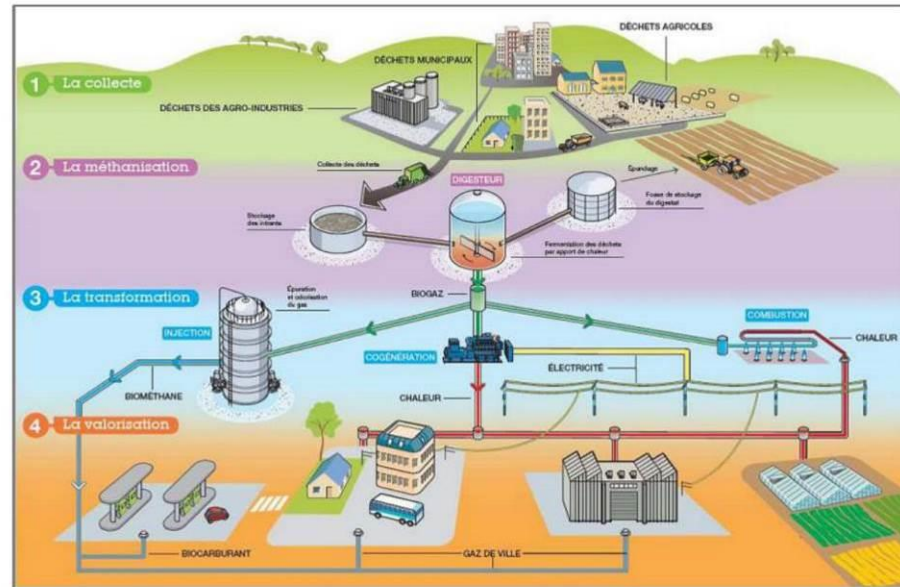 DÉCHETS AGRICOLES
DÉCHETS MUNICIPAUX
1 La collecte
DÉCHETS DES AGRO-INDUSTRIES
2 La méthanisation
Collecte des déchets
DIGESTEUR
Épandage
Fosse de stockage
du digestat
Stockage
des intrants
Fermentation des déchets
par apport de chaleur
3 La transformation
Épuration
et odorisation
du gaz
BIOGAZ
INJECTION
COMBUSTION
CHALEUR
COGÉNÉRATION
ÉLECTRICITÉ
BIOMÉTHANE
CHALEUR
4 La valorisation
BIOCARBURANT
GAZ DE VILLE